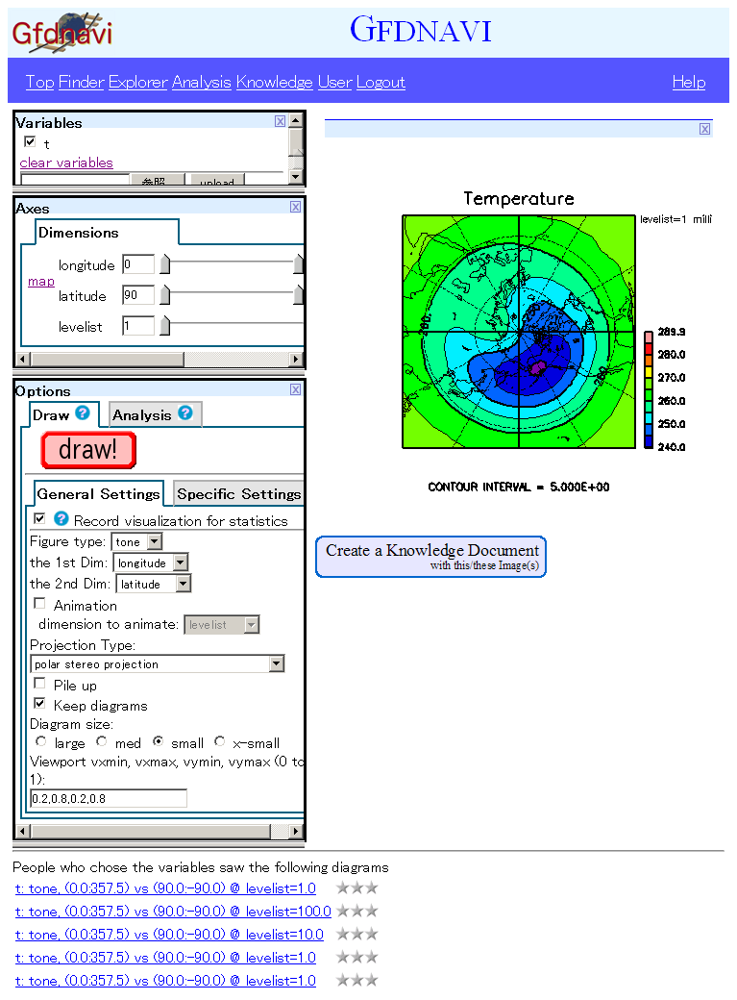 Gfdnavi
GFDNAVI
Top Finder Explorer Analysis Knowledge User Logout Help
Variables
t
clear variables
参照 upload
Axes
Dimensions
longitude 0
map
latitude 90
levelist 1
Options
Draw ? Analysis ?
draw!
General Settings Specific Settings
? Record visualization for statistics
Figure type: tone
the 1st Dim: longitude
the 2nd Dim: latitude
Animation
dimension to animate: levelist
Projection Type:
polar stereo projection
Pile up
Keep diagrams
Diagram size:
large med small x-small
Viewport vxmin, vxmax, vymin, vymax (0 to
1):
0.2,0.8,0.2,0.8
Temperature
levelist=1 milli
260.
250.
260.
289.9
280.0
270.0
260.0
250.0
240.0
CONTOUR INTERVAL = 5.000E+00
Create a Knowledge Document
with this/these Image(s)
People who chose the variables saw the following diagrams
t: tone, (0.0:357.5) vs (90.0:-90.0) @ levelist=1.0
t: tone, (0.0:357.5) vs (90.0:-90.0) @ levelist=100.0
t: tone, (0.0:357.5) vs (90.0:-90.0) @ levelist=10.0
t: tone, (0.0:357.5) vs (90.0:-90.0) @ levelist=1.0
t: tone, (0.0:357.5) vs (90.0:-90.0) @ levelist=1.0